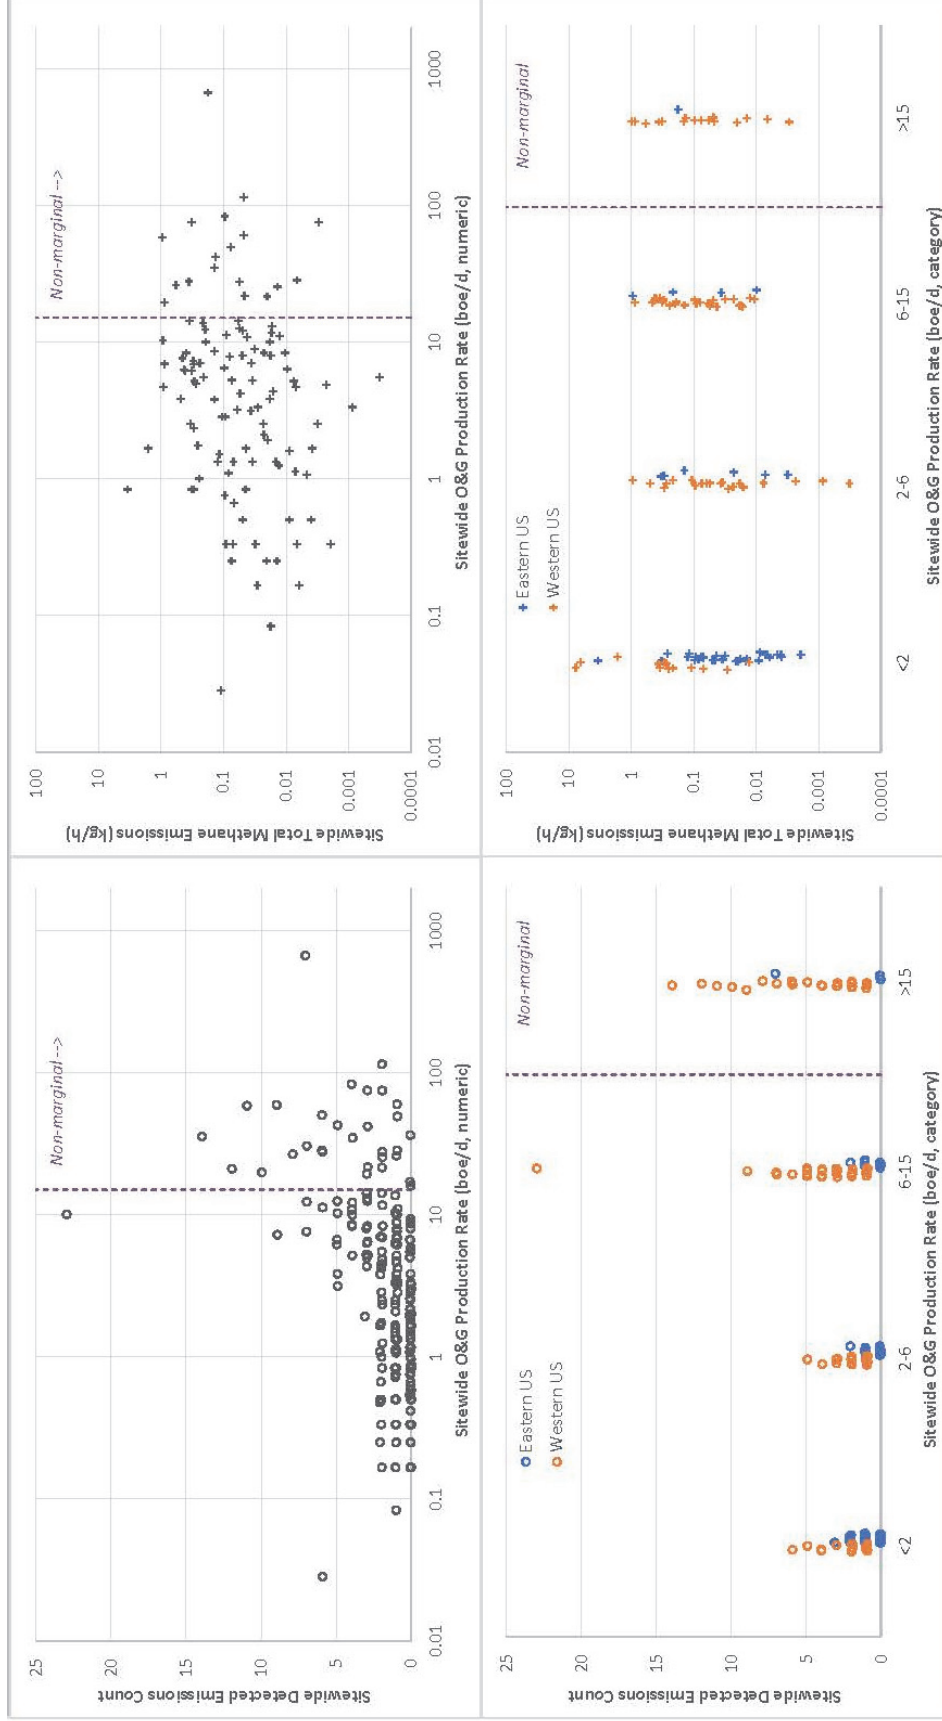 25
20
15
10
5
0
Sitewide Detected Emissions Count
Non-marginal -->
0.01
0.1
1
10
100
1000
Sitewide O&G Production Rate (boe/d, numeric)
100
10
1
0.1
0.01
0.001
0.0001
Sitewide Total Methane Emissions (kg/h)
Non-marginal -->
0.01
0.1
1
10
100
1000
Sitewide O&G Production Rate (boe/d, numeric)
25
20
15
10
5
0
Sitewide Detected Emissions Count
Eastern US
Western US
Non-marginal
<2
2-6
6-15
>15
Sitewide O&G Production Rate (boe/d, category)
100
10
1
0.1
0.01
0.001
0.0001
Sitewide Total Methane Emissions (kg/h)
Eastern US
Western US
Non-marginal
<2
2-6
6-15
>15
Sitewide O&G Production Rate (boe/d, category)